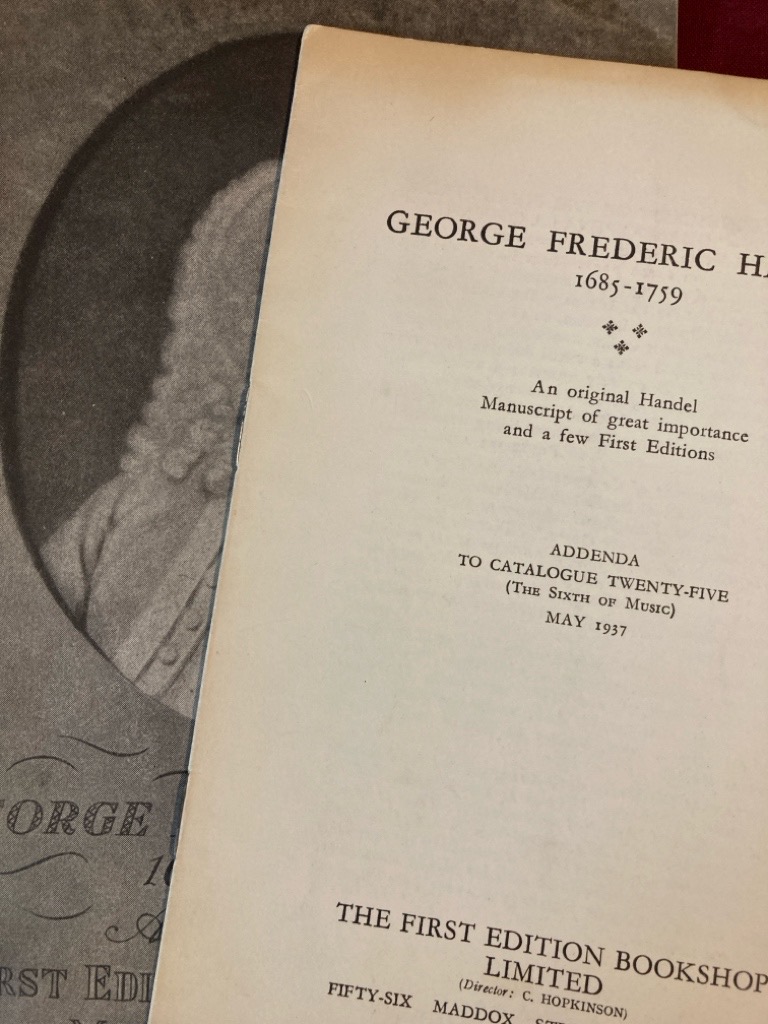 GEORGE FREDERIC
1685-1759
An original Handel
Manuscript of great importance
and a few First Editions
ADDENDA
TO CATALOGUE TWENTY-FIVE
(THE SIXTH OF MUSIC)
MAY 1937
THE FIRST EDITION BOOKSHOP
LIMITED
(Director: C. HOPKINSON)
FIFTY-SIX MADDOX
ORGE
RST EDI